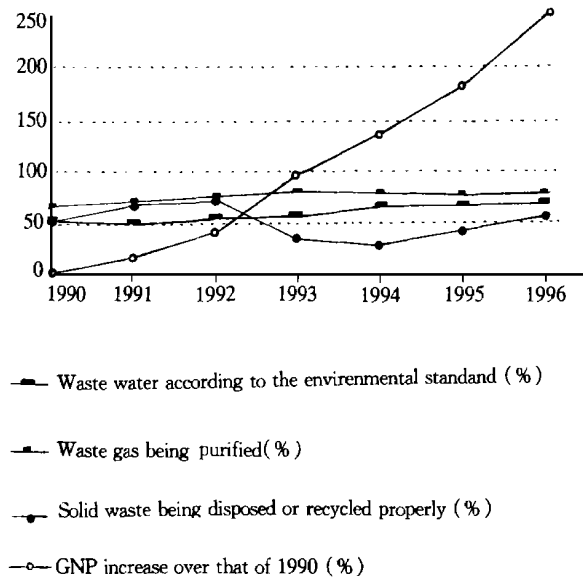 250
200
150
100
50
0
1990 1991 1992 1993 1994 1995 1996
Waste water according to the envirenmental standand (%)
Waste gas being purified(%)
Solid waste being disposed or recycled properly (%)
GNP increase over that of 1990 (%)